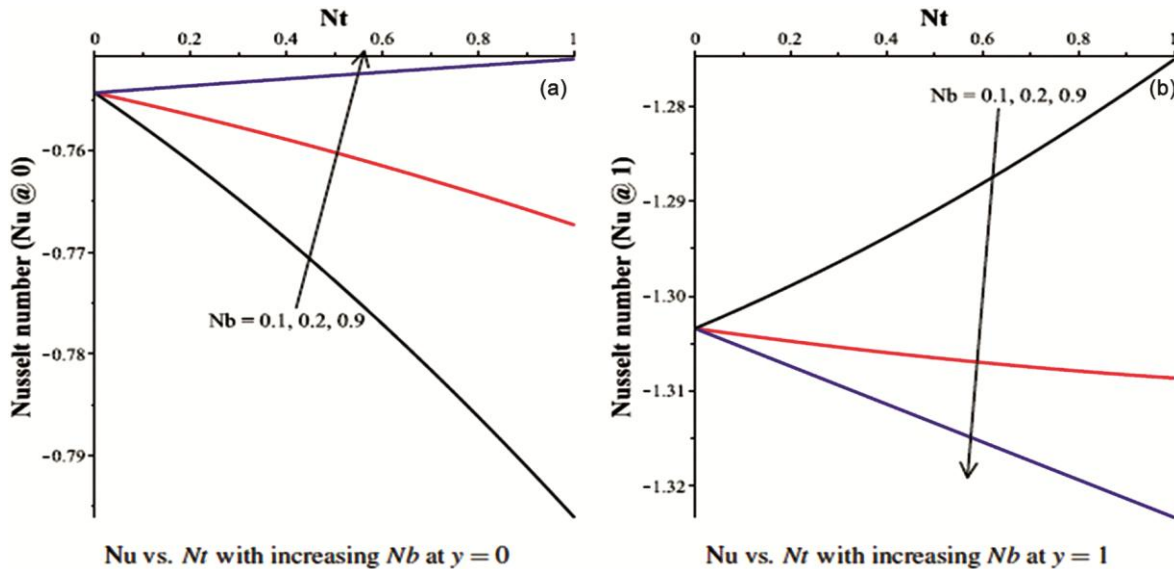 Nt
0 0.2 0.4 0.6 0.8 1
(a)
Nusselt number (Nu @ 0)
-0.76
-0.77
-0.78
-0.79
Nb = 0.1, 0.2, 0.9
Nu vs. Nt with increasing Nb at y = 0
Nt
0 0.2 0.4 0.6 0.8 1
(b)
Nb = 0.1, 0.2, 0.9
Nusselt number (Nu @ 1)
-1.28
-1.29
-1.30
-1.31
-1.32
Nu vs. Nt with increasing Nb at y = 1